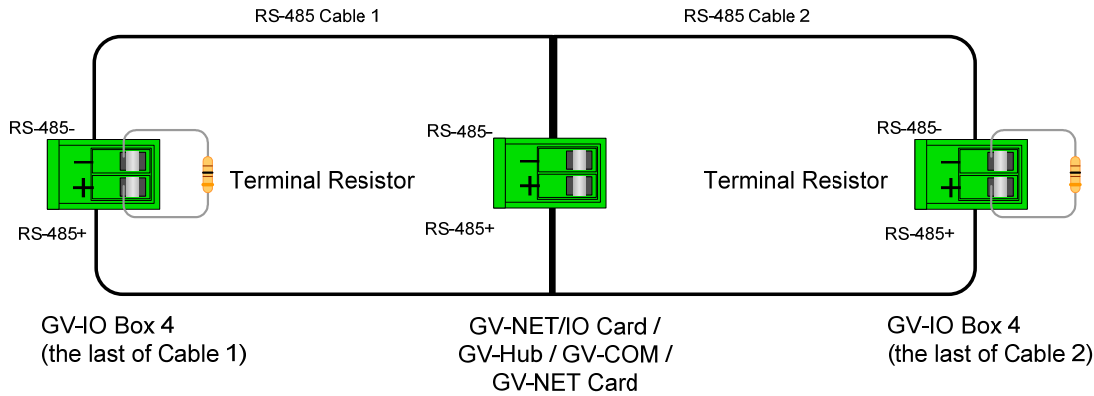 RS-485 Cable 1
RS-485 Cable 2
RS-485-
RS-485-
RS-485-
−
+
−
+
−
+
Terminal Resistor
Terminal Resistor
RS-485+
RS-485+
RS-485+
GV-IO Box 4
(the last of Cable 1)
GV-NET/IO Card /
GV-Hub / GV-COM /
GV-NET Card
GV-IO Box 4
(the last of Cable 2)